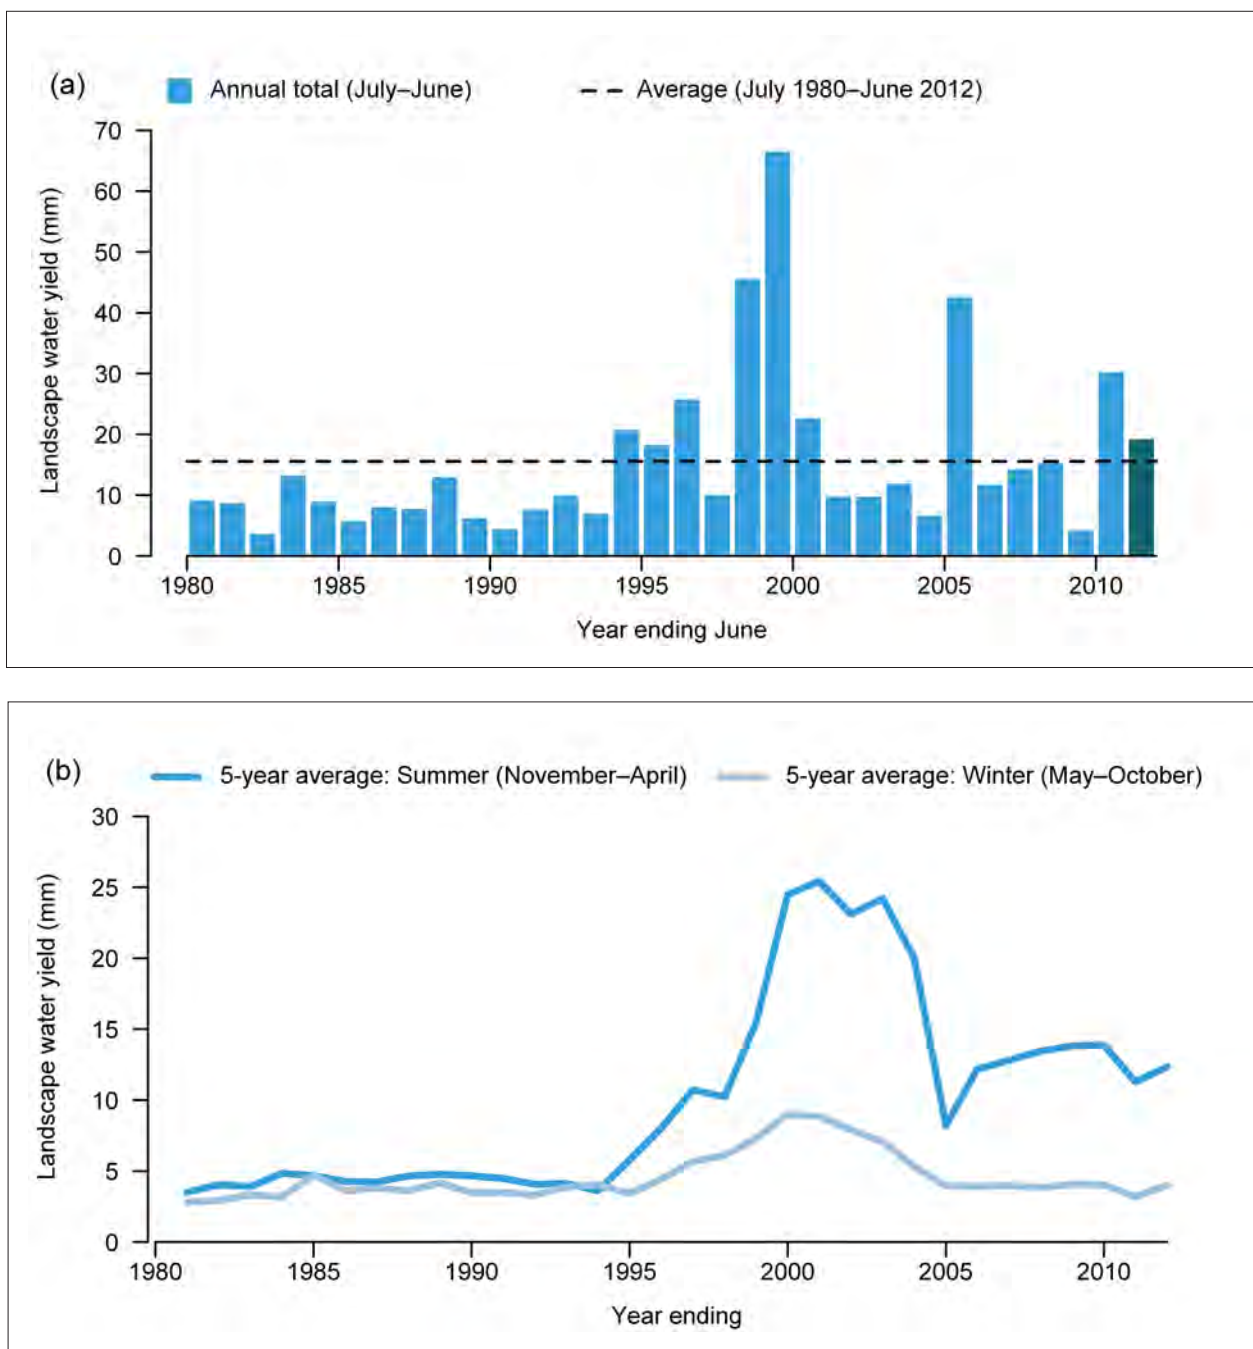 (a) Annual total (July–June) Average (July 1980–June 2012)
70
60
50
40
30
20
10
0
Landscape water yield (mm)
1980 1985 1990 1995 2000 2005 2010
Year ending June
(b) 5-year average: Summer (November–April) 5-year average: Winter (May–October)
30
25
20
15
10
5
0
Landscape water yield (mm)
1980 1985 1990 1995 2000 2005 2010
Year ending